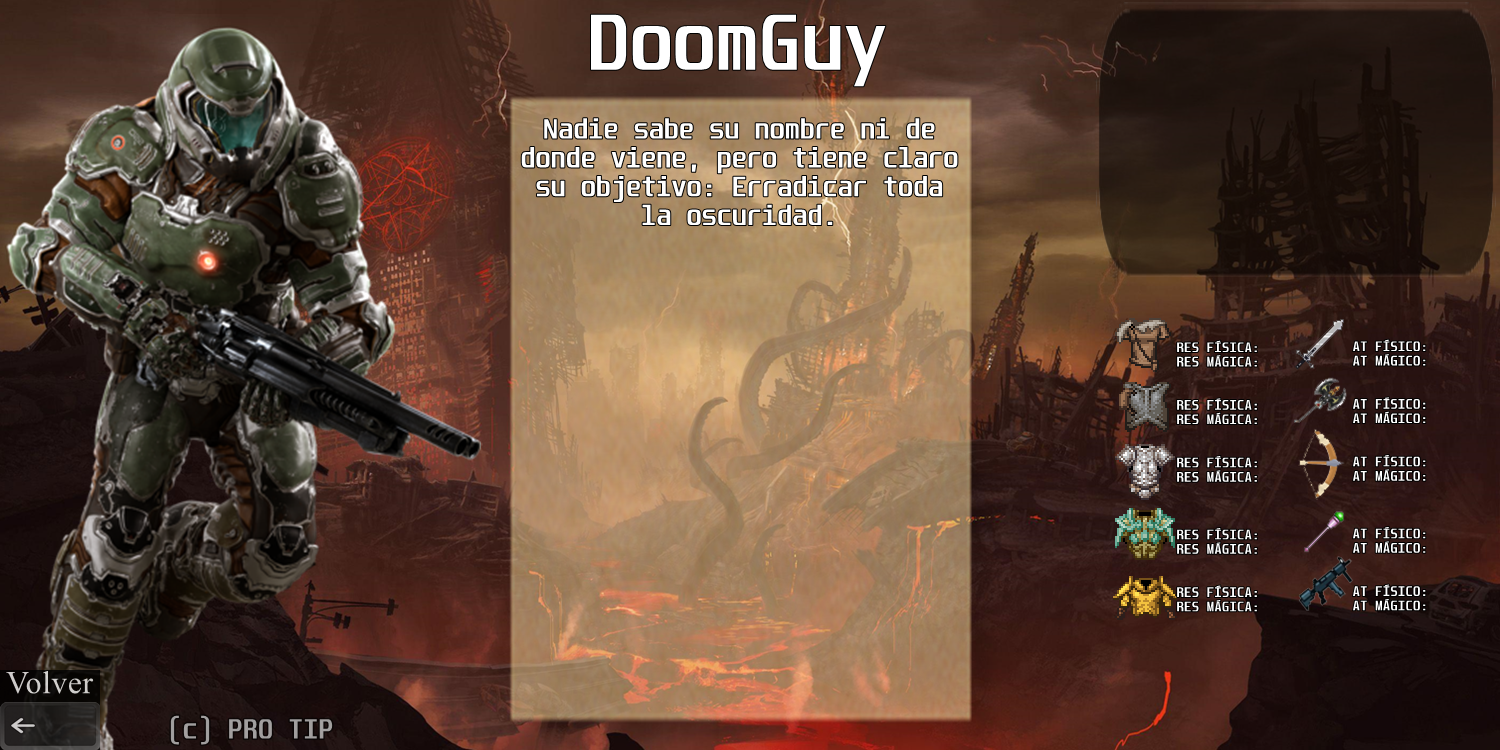 DoomGuy
Nadie sabe su nombre ni de
donde viene, pero tiene claro
su objetivo: Erradicar toda
la oscuridad.
RES FÍSICA:
RES MÁGICA:
AT FÍSICO:
AT MÁGICO:
RES FÍSICA:
RES MÁGICA:
AT FÍSICO:
AT MÁGICO:
RES FÍSICA:
RES MÁGICA:
AT FÍSICO:
AT MÁGICO:
RES FÍSICA:
RES MÁGICA:
AT FÍSICO:
AT MÁGICO:
RES FÍSICA:
RES MÁGICA:
AT FÍSICO:
AT MÁGICO:
Volver
(c) PRO TIP